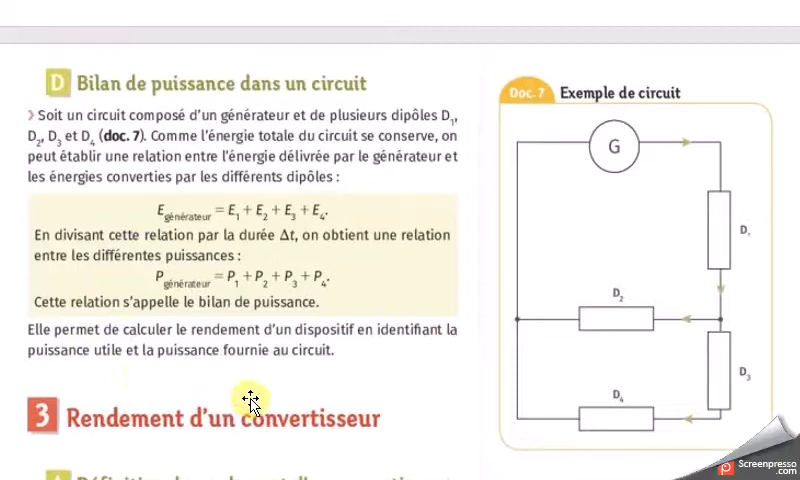 D Bilan de puissance dans un circuit
› Soit un circuit composé d'un générateur et de plusieurs dipôles D₁,
D₂, D₃ et D₄ (doc. 7). Comme l'énergie totale du circuit se conserve, on
peut établir une relation entre l'énergie délivrée par le générateur et
les énergies converties par les différents dipôles :
E générateur = E₁ + E₂ + E₃ + E₄.
En divisant cette relation par la durée Δt, on obtient une relation
entre les différentes puissances :
P générateur = P₁ + P₂ + P₃ + P₄.
Cette relation s'appelle le bilan de puissance.
Elle permet de calculer le rendement d'un dispositif en identifiant la
puissance utile et la puissance fournie au circuit.
3 Rendement d'un convertisseur
Doc. 7 Exemple de circuit
G
D₁
D₂
D₃
D₄
Screenpresso
.com